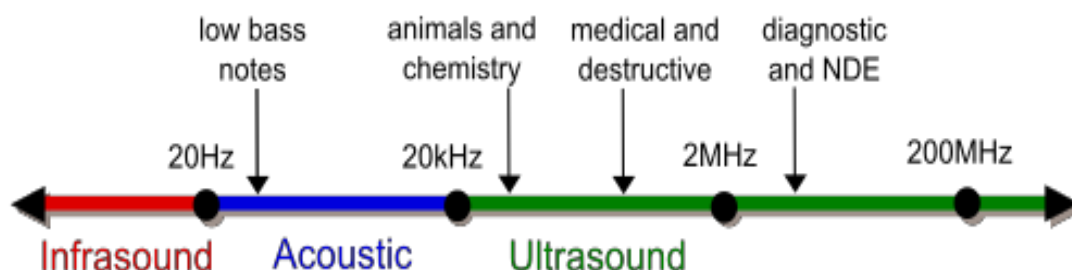 low bass
notes
animals and
chemistry
medical and
destructive
diagnostic
and NDE
20Hz
20kHz
2MHz
200MHz
Infrasound
Acoustic
Ultrasound